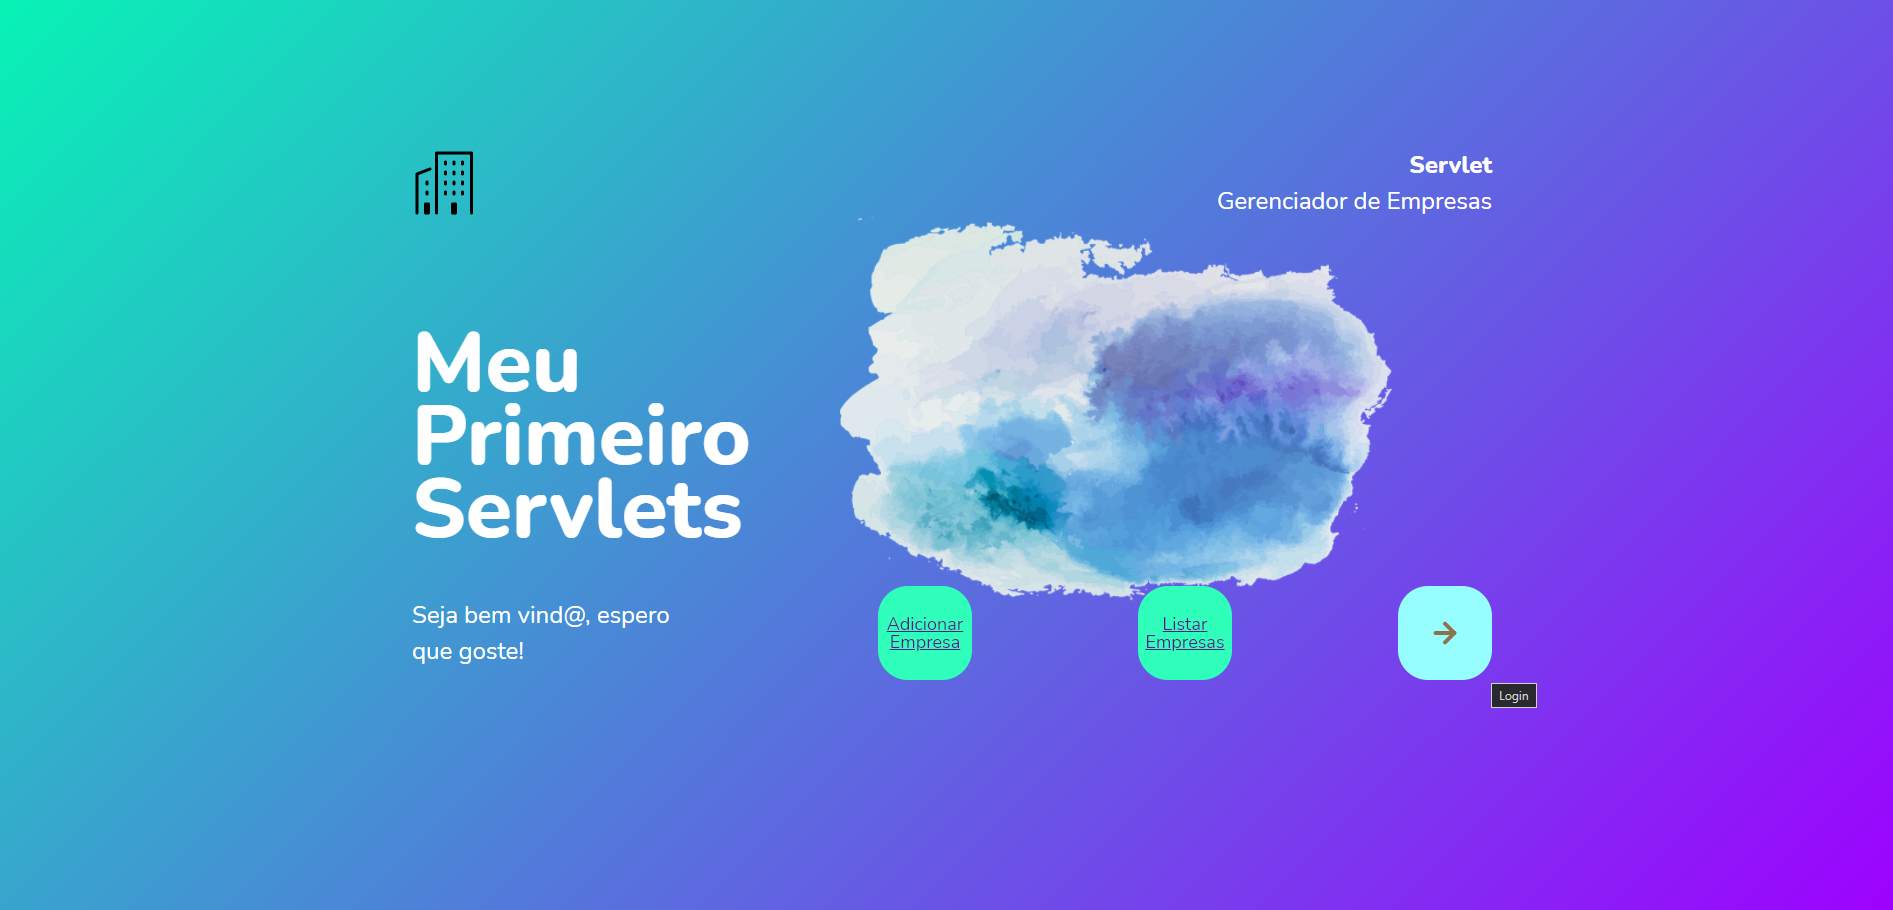 Servlet
Gerenciador de Empresas
Meu
Primeiro
Servlets
Seja bem vind@, espero
que goste!
Adicionar
Empresa
Listar
Empresas
Login